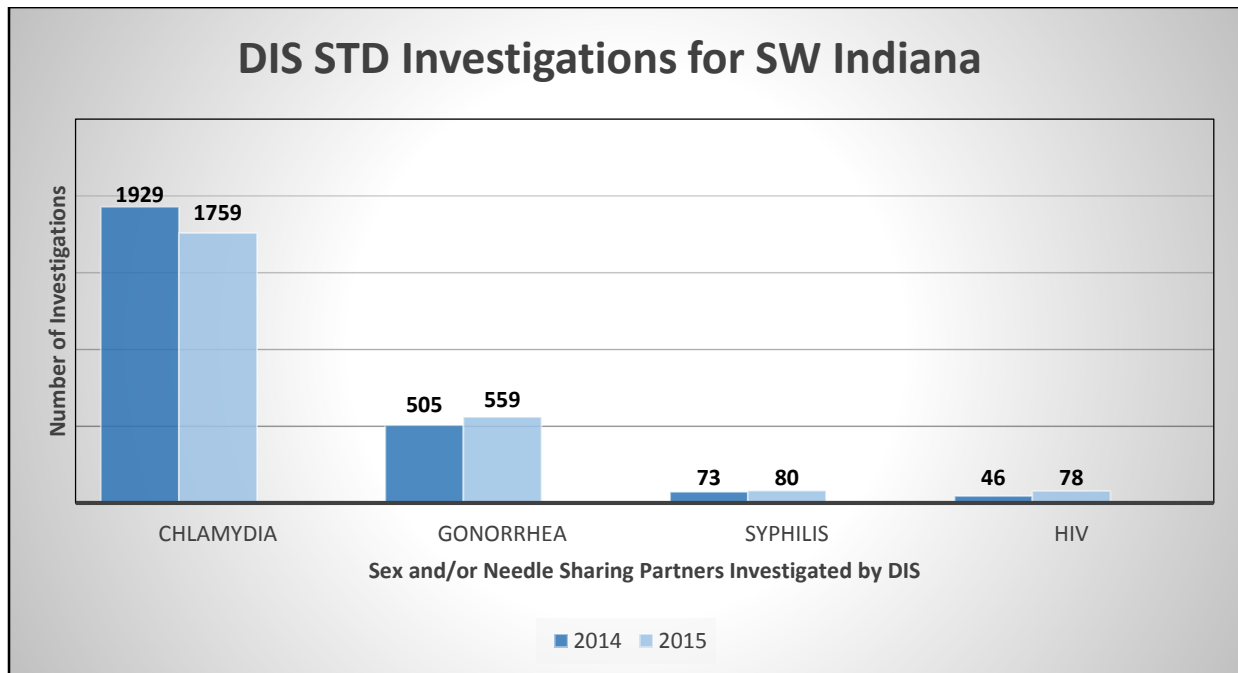 DIS STD Investigations for SW Indiana
Number of Investigations
1929
1759
505
559
73
80
46
78
CHLAMYDIA
GONORRHEA
SYPHILIS
HIV
Sex and/or Needle Sharing Partners Investigated by DIS
2014
2015